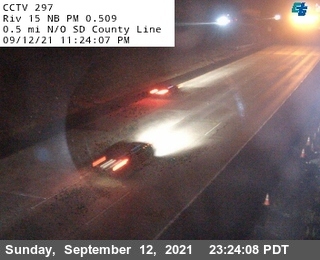 CCTV 297
Riv 15 NB PM 0.509
0.5 mi N/O SD County Line
09/12/21 11:24:07 PM
Sunday, September 12, 2021 23:24:08 PDT